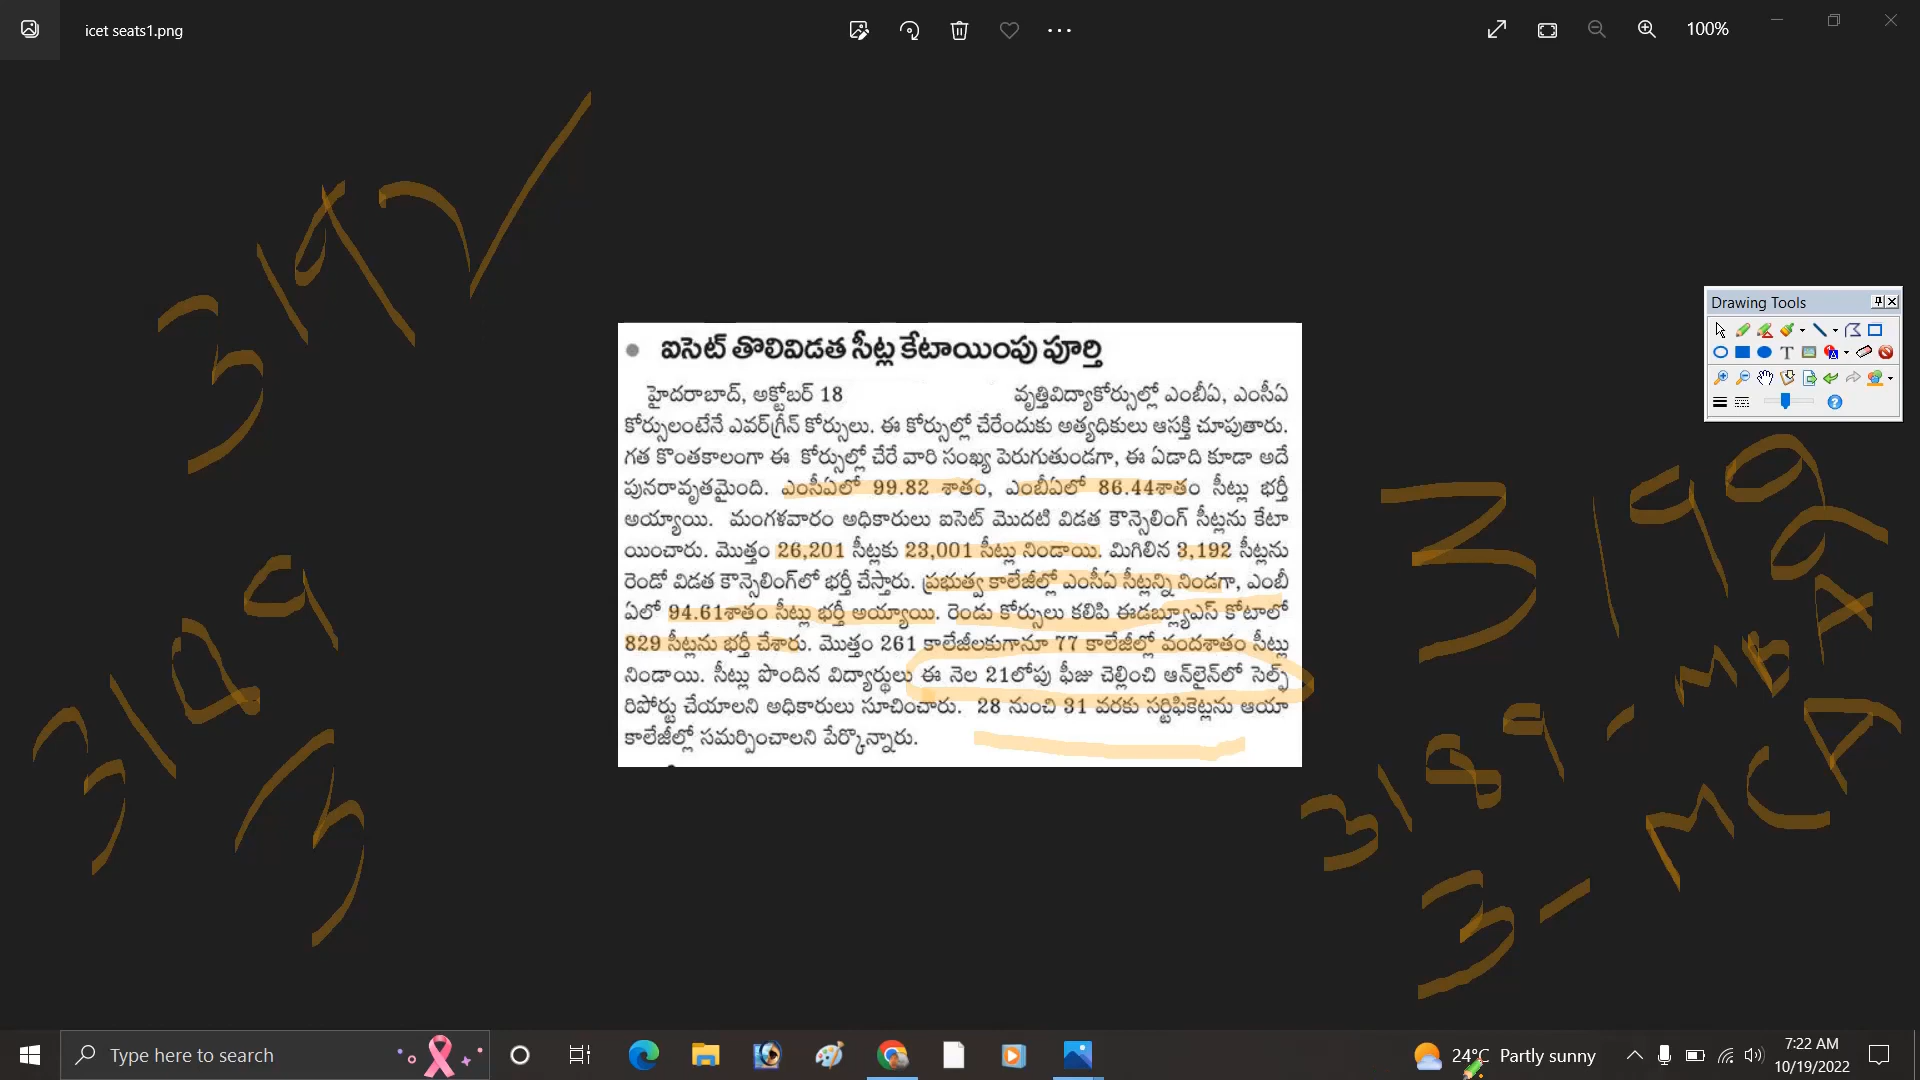 icet seats1.png
100%
3192
Drawing Tools
● ఐసెట్ తొలివిడత సీట్ల కేటాయింపు పూర్తి
హైదరాబాద్, అక్టోబర్ 18 వృత్తివిద్యాకోర్సుల్లో ఎంబీఏ, ఎంసీఏ
కోర్సులంటేనే ఎవర్‌గ్రీన్ కోర్సులు. ఈ కోర్సుల్లో చేరేందుకు అత్యధికులు ఆసక్తి చూపుతారు.
గత కొంతకాలంగా ఈ కోర్సుల్లో చేరే వారి సంఖ్య పెరుగుతుండగా, ఈ ఏడాది కూడా అదే
పునరావృతమైంది. ఎంసీఏలో 99.82 శాతం, ఎంబీఏలో 86.44శాతం సీట్లు భర్తీ
అయ్యాయి. మంగళవారం అధికారులు ఐసెట్ మొదటి విడత కౌన్సెలింగ్ సీట్లను కేటా
యించారు. మొత్తం 26,201 సీట్లకు 23,001 సీట్లు నిండాయి. మిగిలిన 3,192 సీట్లను
రెండో విడత కౌన్సెలింగ్‌లో భర్తీ చేస్తారు. ప్రభుత్వ కాలేజీల్లో ఎంసీఏ సీట్లన్నీ నిండగా, ఎంబీ
ఏలో 94.61శాతం సీట్లు భర్తీ అయ్యాయి. రెండు కోర్సులు కలిపి ఈడబ్ల్యూఎస్ కోటాలో
829 సీట్లను భర్తీ చేశారు. మొత్తం 261 కాలేజీలకుగానూ 77 కాలేజీల్లో వందశాతం సీట్లు
నిండాయి. సీట్లు పొందిన విద్యార్థులు ఈ నెల 21లోపు ఫీజు చెల్లించి ఆన్‌లైన్‌లో సెల్ఫ్
రిపోర్టు చేయాలని అధికారులు సూచించారు. 28 నుంచి 31 వరకు సర్టిఫికెట్లను ఆయా
కాలేజీల్లో సమర్పించాలని పేర్కొన్నారు.
3189
3
3189 - MBA
3 - MCA
Type here to search
24°C Partly sunny
7:22 AM
10/19/2022